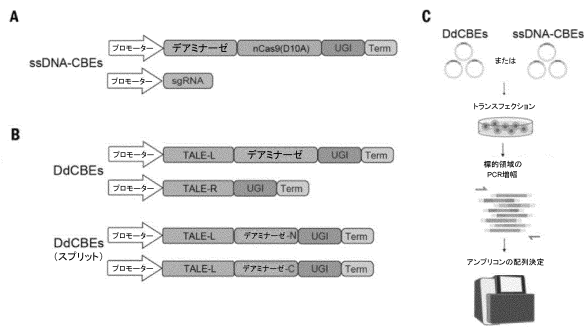 A
ssDNA-CBEs
プロモーター デアミナーゼ nCas9(D10A) UGI Term
プロモーター sgRNA
B
DdCBEs
プロモーター TALE-L デアミナーゼ UGI Term
プロモーター TALE-R UGI Term
DdCBEs
(スプリット)
プロモーター TALE-L デアミナーゼ-N UGI Term
プロモーター TALE-L デアミナーゼ-C UGI Term
C
DdCBEs ssDNA-CBEs
または
トランスフェクション
標的領域の
PCR増幅
アンプリコンの配列決定